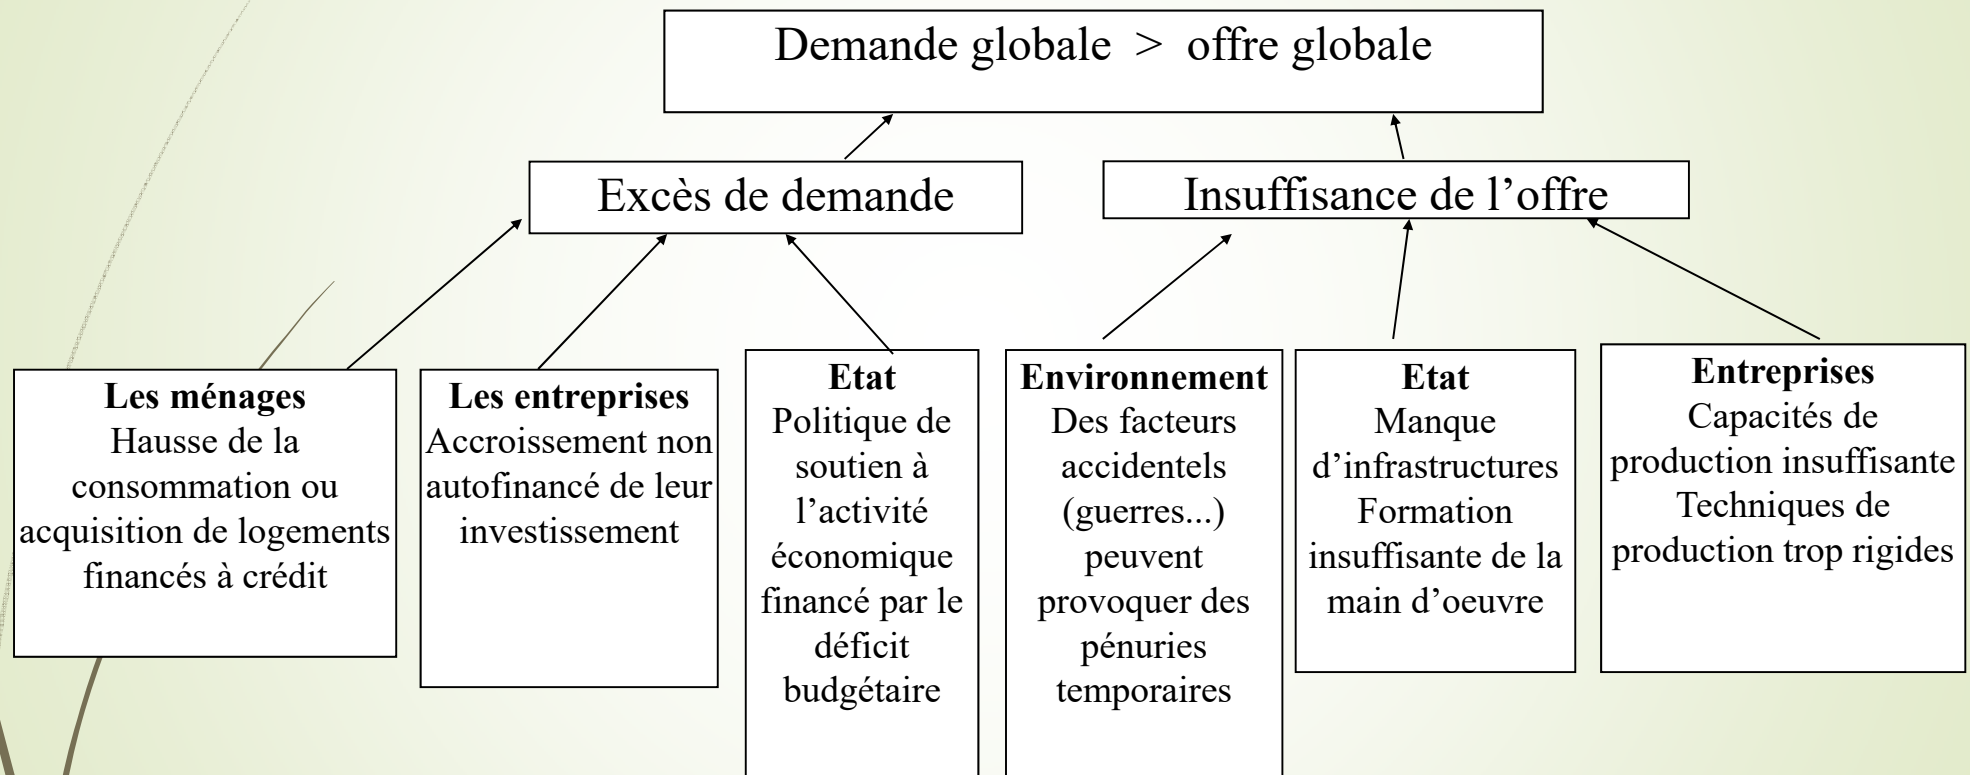 Demande globale > offre globale
Excès de demande
Insuffisance de l’offre
Les ménages
Hausse de la
consommation ou
acquisition de logements
financés à crédit
Les entreprises
Accroissement non
autofinancé de leur
investissement
Etat
Politique de
soutien à
l’activité
économique
financé par le
déficit
budgétaire
Environnement
Des facteurs
accidentels
(guerres...)
peuvent
provoquer des
pénuries
temporaires
Etat
Manque
d’infrastructures
Formation
insuffisante de la
main d’oeuvre
Entreprises
Capacités de
production insuffisante
Techniques de
production trop rigides